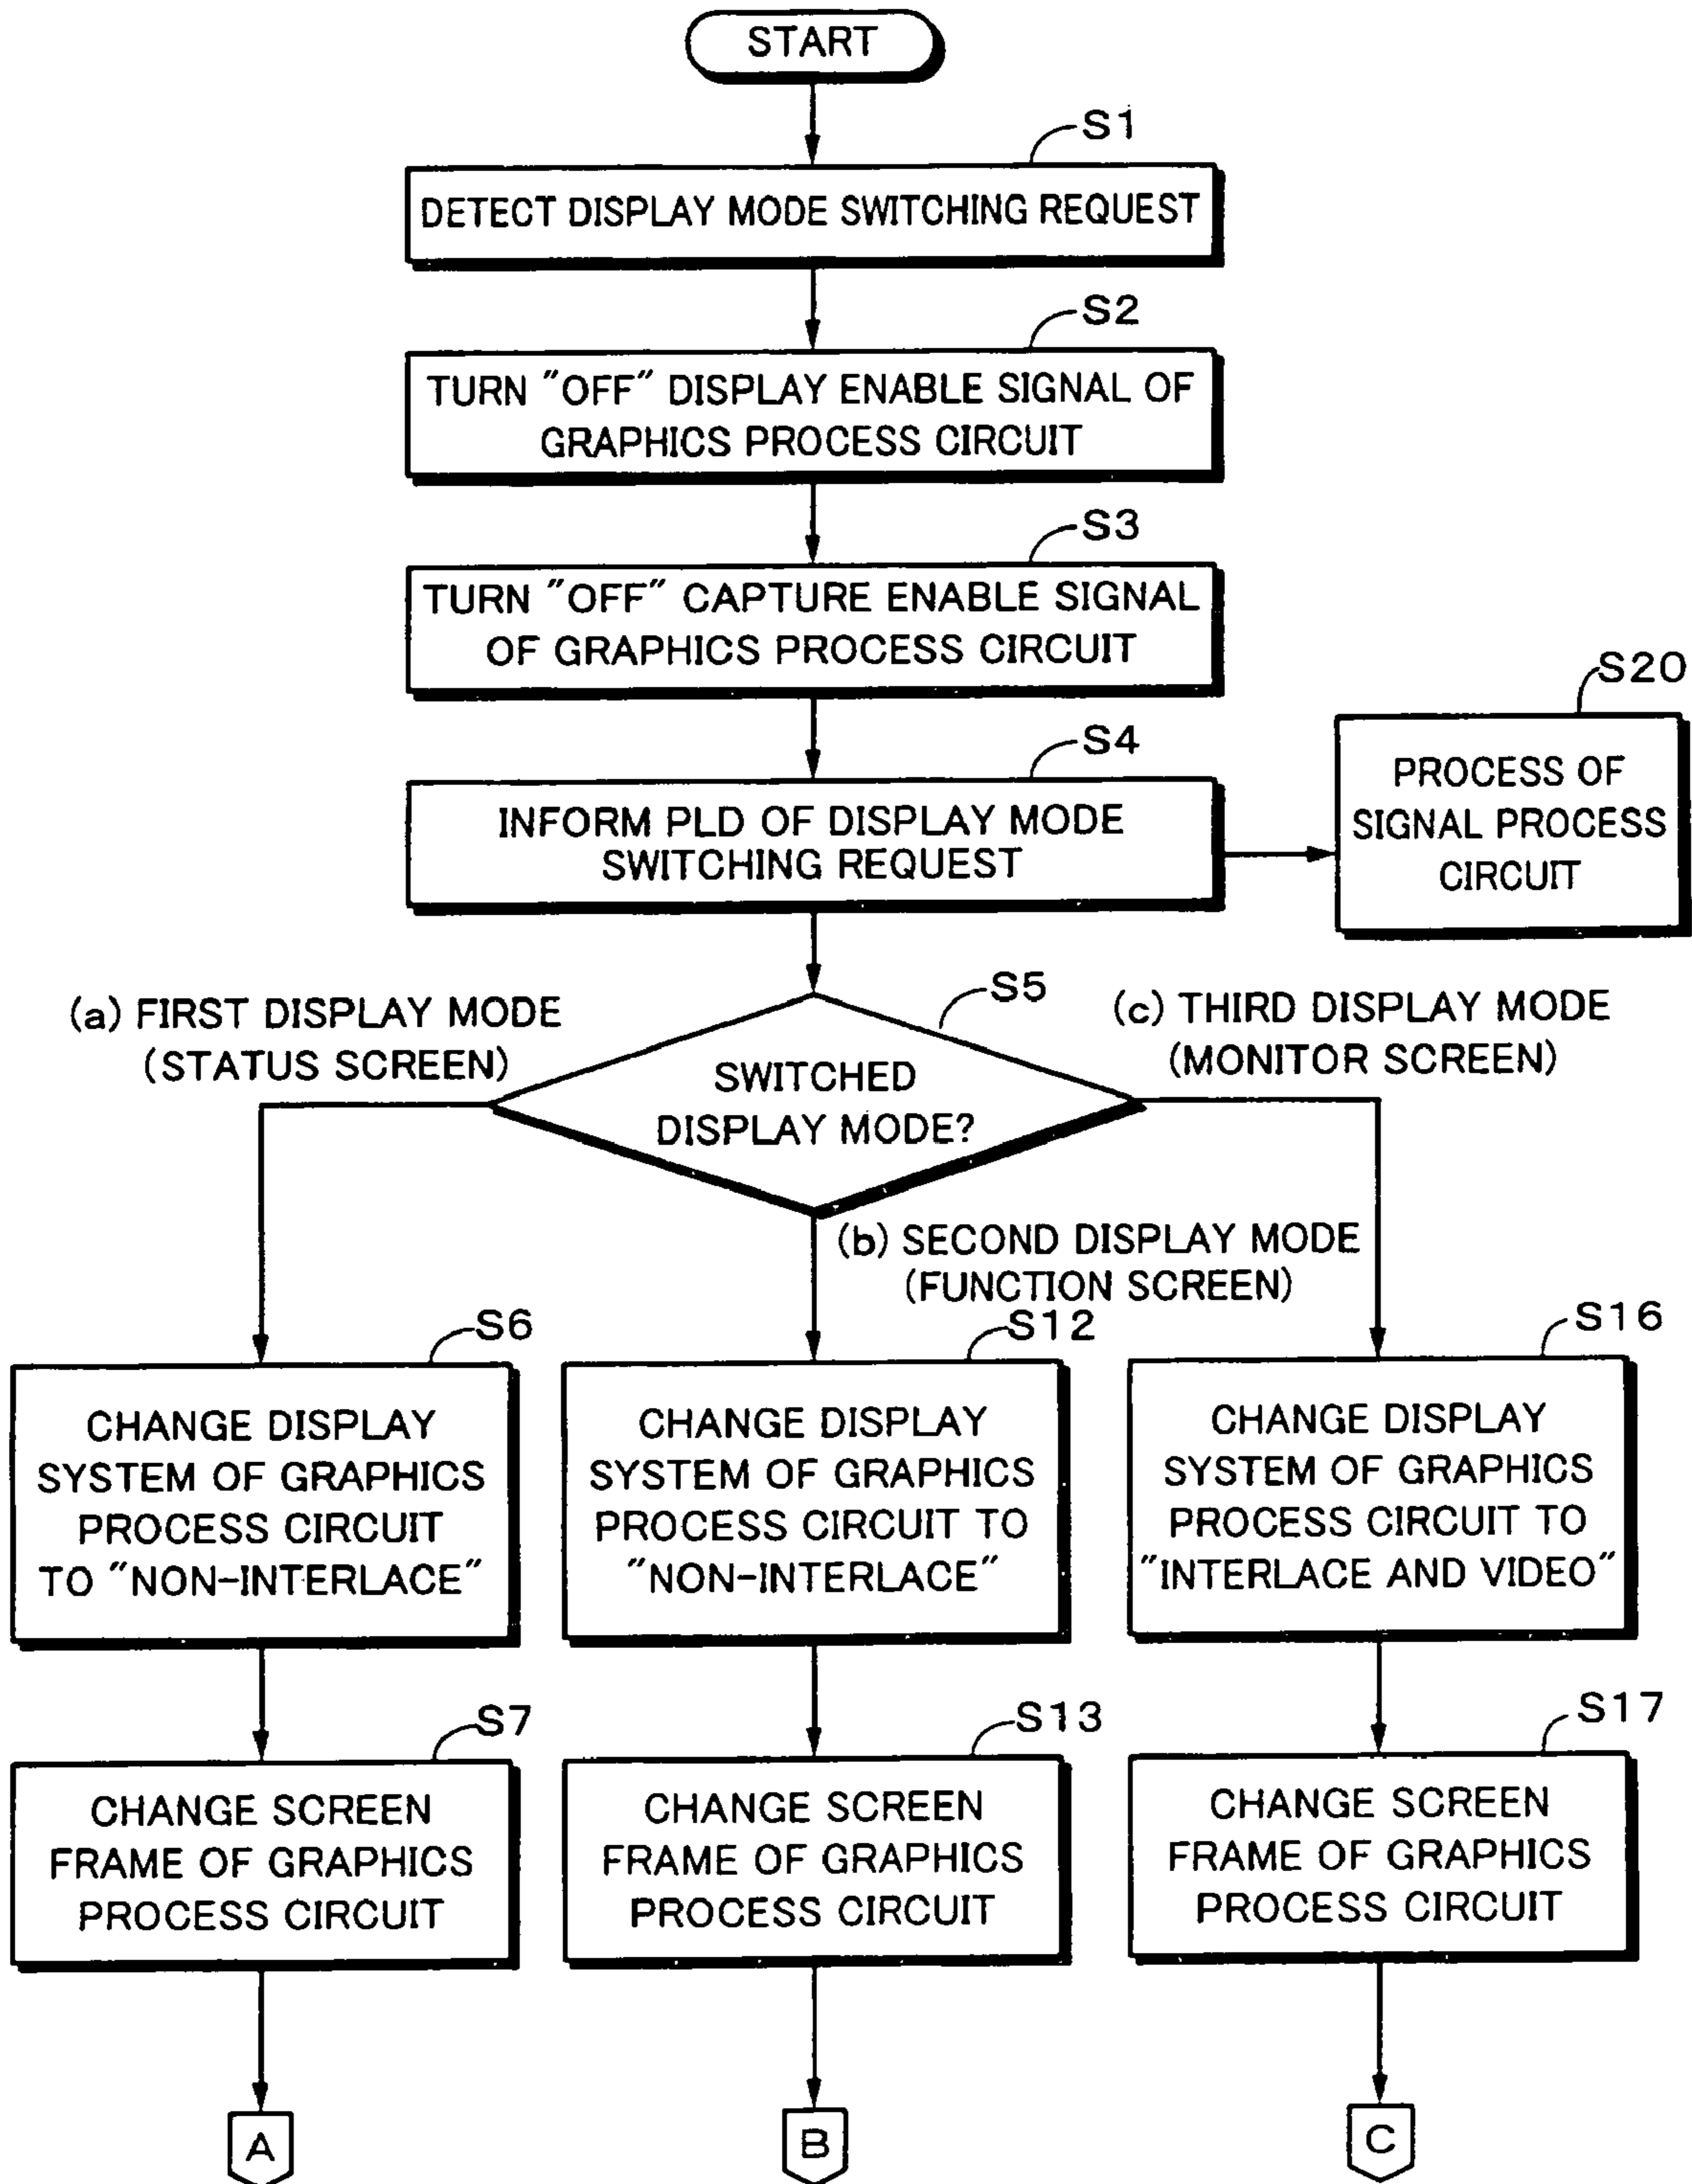 START
S1
DETECT DISPLAY MODE SWITCHING REQUEST
S2
TURN "OFF" DISPLAY ENABLE SIGNAL OF
GRAPHICS PROCESS CIRCUIT
S3
TURN "OFF" CAPTURE ENABLE SIGNAL
OF GRAPHICS PROCESS CIRCUIT
S4
INFORM PLD OF DISPLAY MODE
SWITCHING REQUEST
S20
PROCESS OF
SIGNAL PROCESS
CIRCUIT
S5
SWITCHED
DISPLAY MODE?
(a) FIRST DISPLAY MODE
(STATUS SCREEN)
(c) THIRD DISPLAY MODE
(MONITOR SCREEN)
(b) SECOND DISPLAY MODE
(FUNCTION SCREEN)
S6
CHANGE DISPLAY
SYSTEM OF GRAPHICS
PROCESS CIRCUIT
TO "NON-INTERLACE"
S12
CHANGE DISPLAY
SYSTEM OF GRAPHICS
PROCESS CIRCUIT TO
"NON-INTERLACE"
S16
CHANGE DISPLAY
SYSTEM OF GRAPHICS
PROCESS CIRCUIT TO
"INTERLACE AND VIDEO"
S7
CHANGE SCREEN
FRAME OF GRAPHICS
PROCESS CIRCUIT
S13
CHANGE SCREEN
FRAME OF GRAPHICS
PROCESS CIRCUIT
S17
CHANGE SCREEN
FRAME OF GRAPHICS
PROCESS CIRCUIT
A
B
C